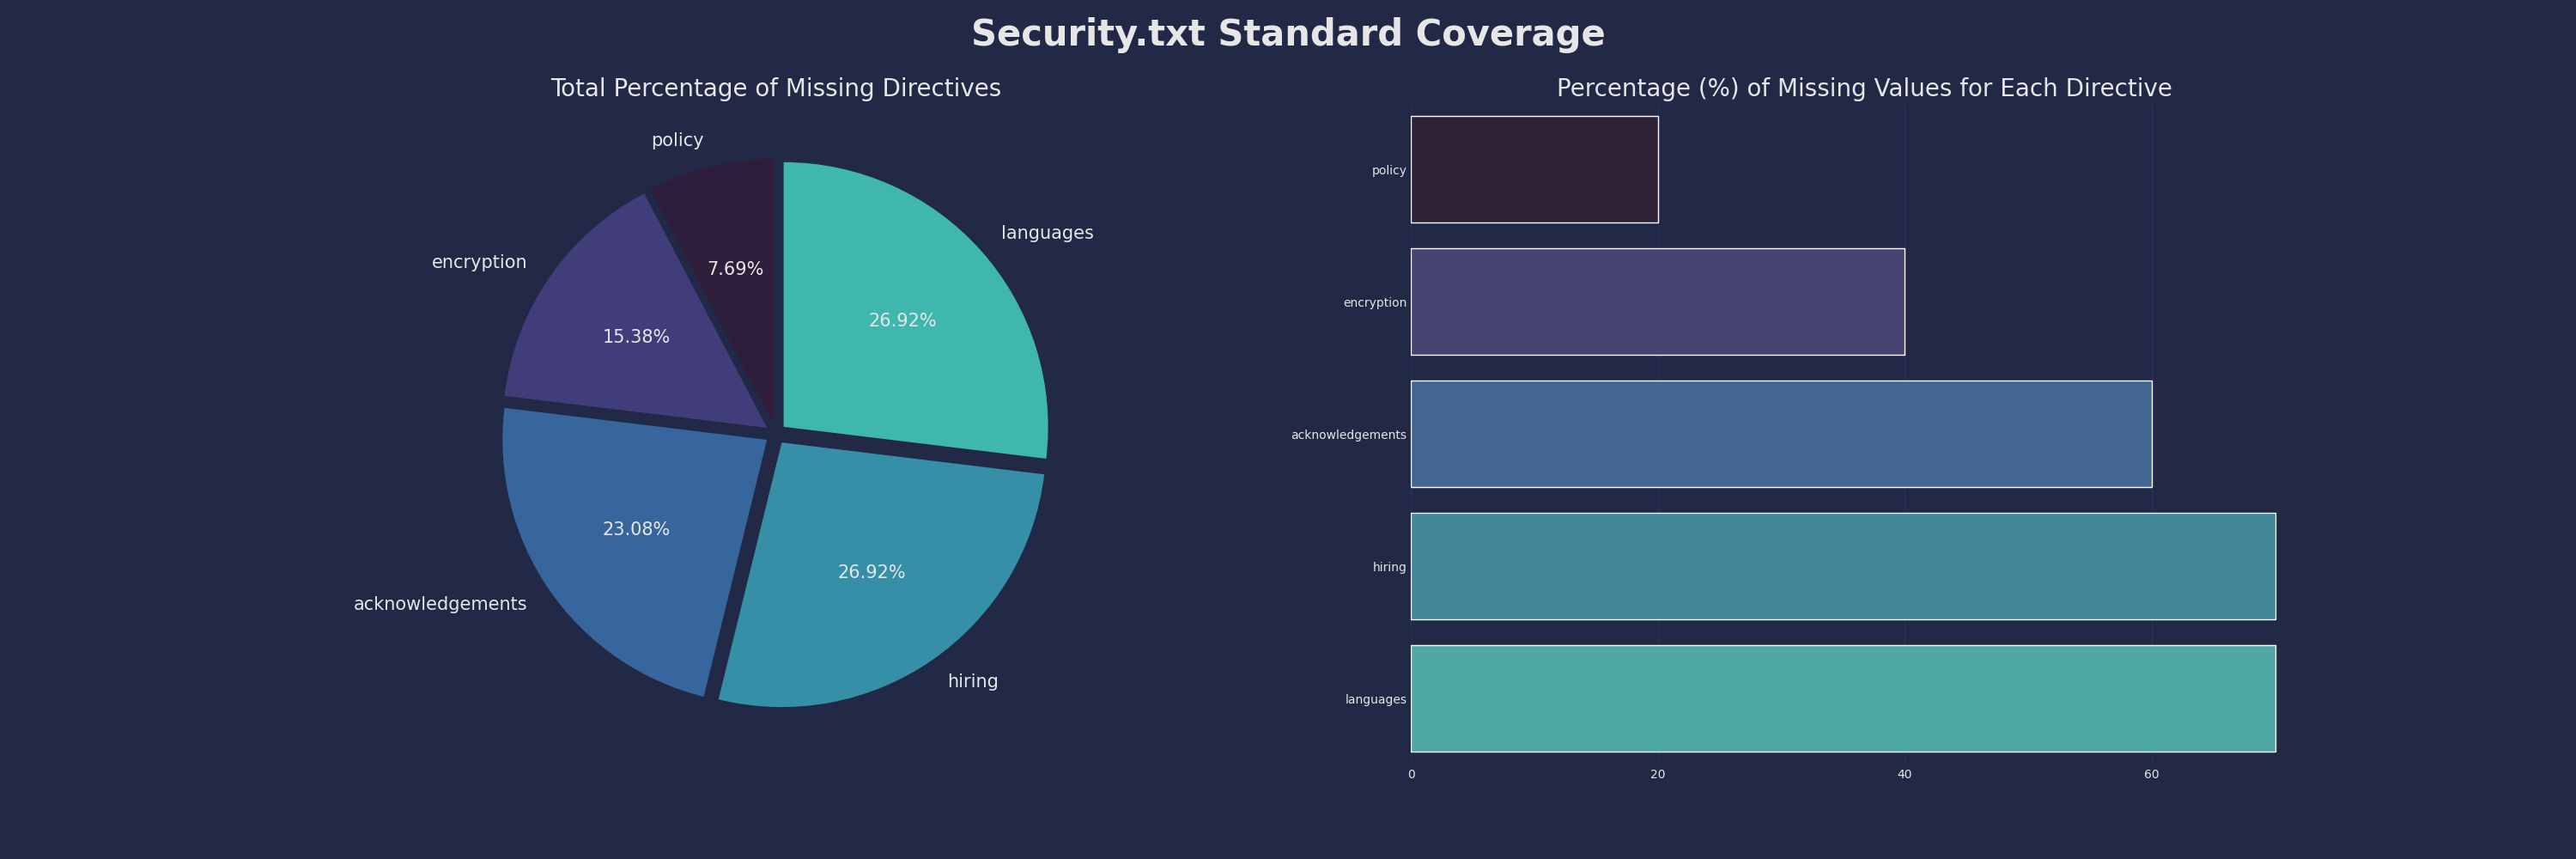 Security.txt Standard Coverage
Total Percentage of Missing Directives
policy
encryption
languages
7.69%
26.92%
15.38%
23.08%
26.92%
acknowledgements
hiring
Percentage (%) of Missing Values for Each Directive
policy
encryption
acknowledgements
hiring
languages
0 20 40 60